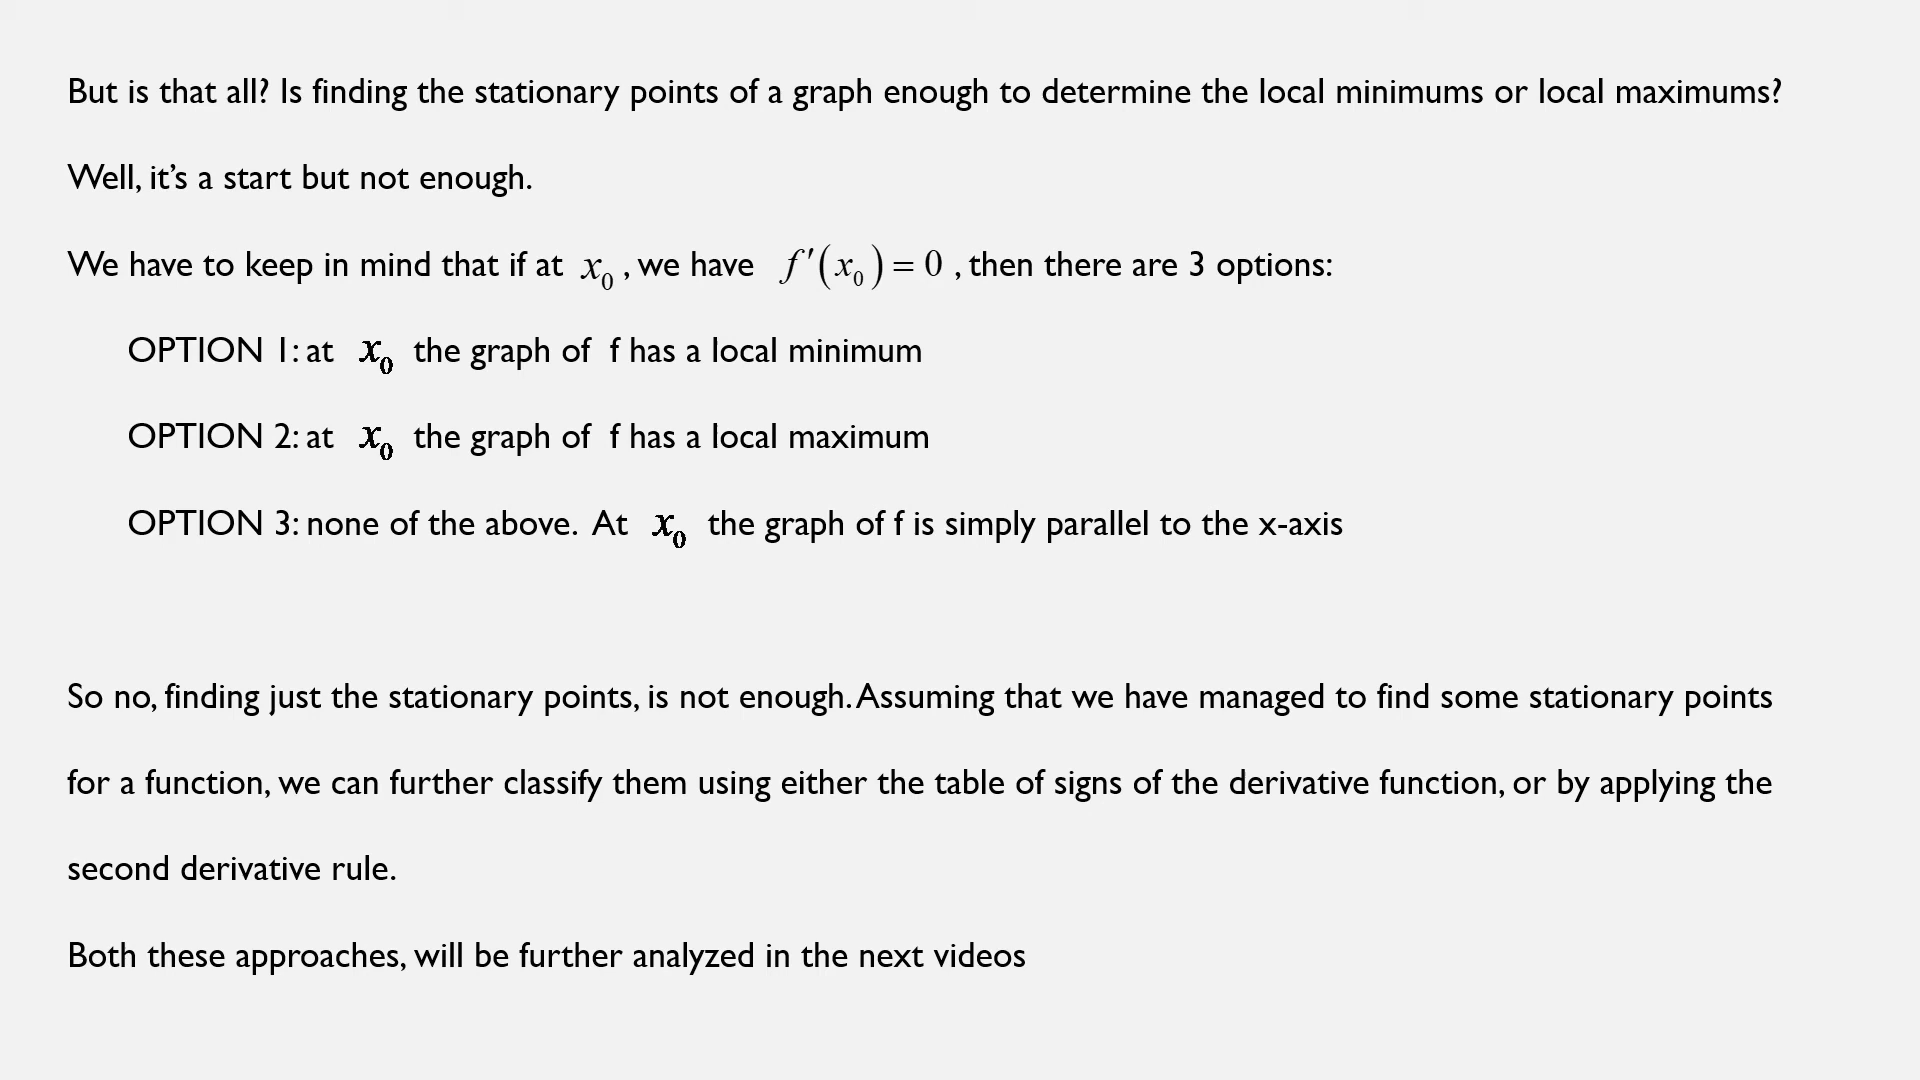 But is that all? Is finding the stationary points of a graph enough to determine the local minimums or local maximums?
Well, it’s a start but not enough.
We have to keep in mind that if at x₀ , we have f′(x₀) = 0 , then there are 3 options:
OPTION 1: at x₀ the graph of f has a local minimum
OPTION 2: at x₀ the graph of f has a local maximum
OPTION 3: none of the above. At x₀ the graph of f is simply parallel to the x-axis
So no, finding just the stationary points, is not enough. Assuming that we have managed to find some stationary points
for a function, we can further classify them using either the table of signs of the derivative function, or by applying the
second derivative rule.
Both these approaches, will be further analyzed in the next videos